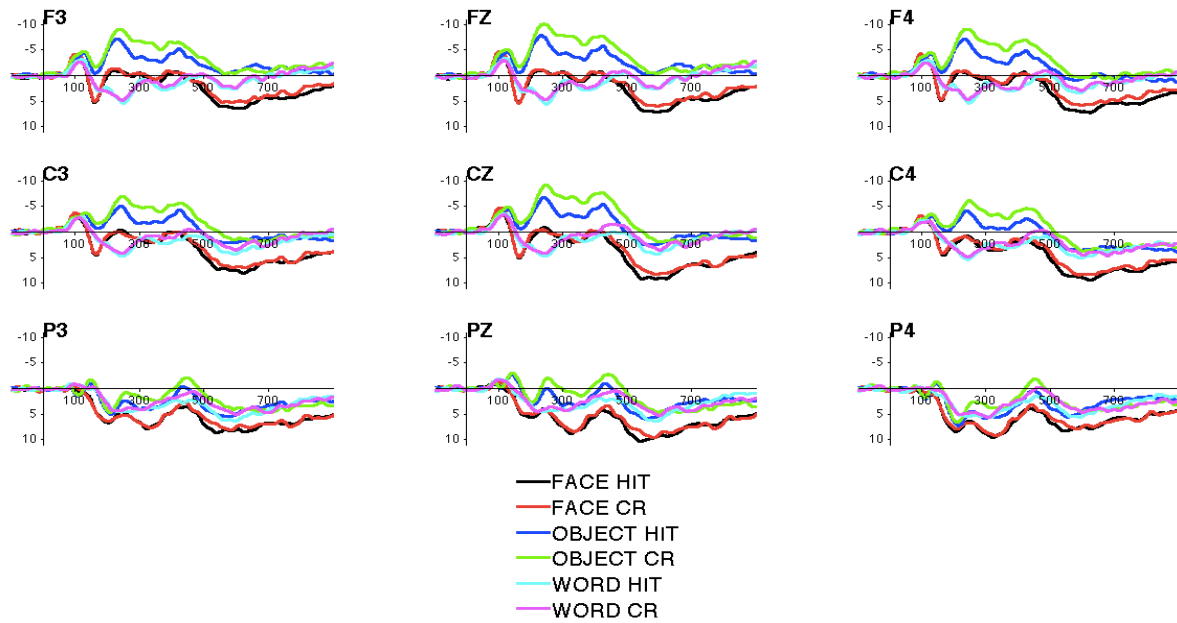 F3 FZ F4
-10 -10 -10
-5 -5 -5
100 300 500 700 100 300 500 700 100 300 500 700
5 5 5
10 10 10
C3 CZ C4
-10 -10 -10
-5 -5 -5
100 300 500 700 100 300 500 700 100 300 500 700
5 5 5
10 10 10
P3 PZ P4
-10 -10 -10
-5 -5 -5
100 300 500 700 100 300 500 700 100 300 500 700
5 5 5
10 10 10
FACE HIT
FACE CR
OBJECT HIT
OBJECT CR
WORD HIT
WORD CR